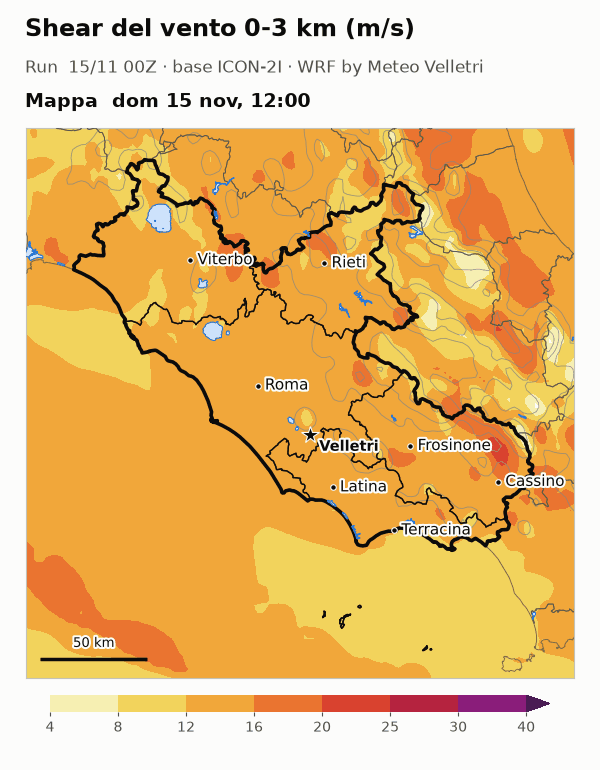 Shear del vento 0-3 km (m/s)
Run  15/11 00Z · base ICON-2I · WRF by Meteo Velletri
Mappa  dom 15 nov, 12:00
Viterbo
Rieti
Roma
Velletri
Frosinone
Latina
Cassino
Terracina
50 km
4 8 12 16 20 25 30 40